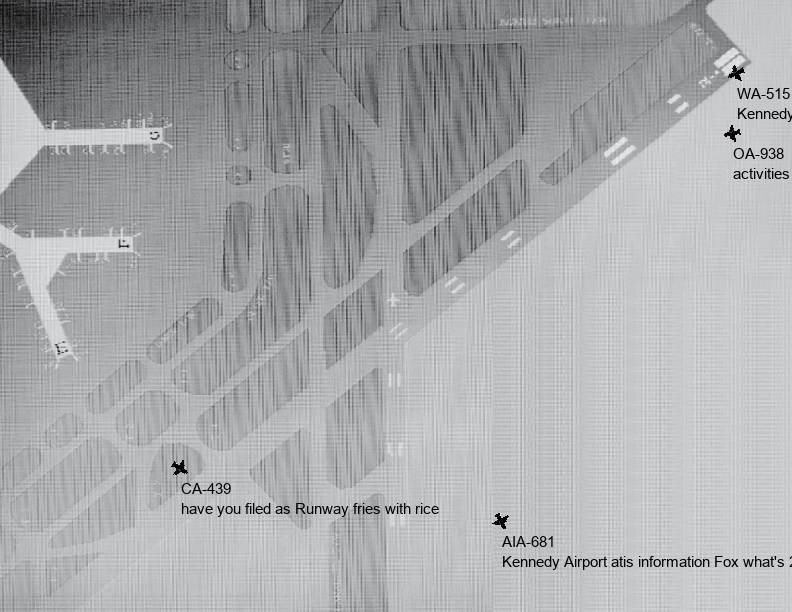 WA-515
Kennedy
OA-938
activities
CA-439
have you filed as Runway fries with rice
AIA-681
Kennedy Airport atis information Fox what's 2